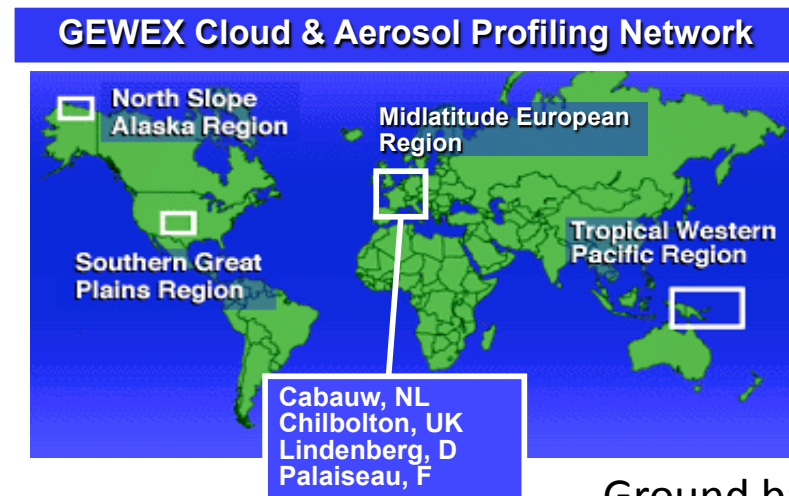 GEWEX Cloud & Aerosol Profiling Network
North Slope
Alaska Region
Midlatitude European
Region
Tropical Western
Pacific Region
Southern Great
Plains Region
Cabauw, NL
Chilbolton, UK
Lindenberg, D
Palaiseau, F
Ground b